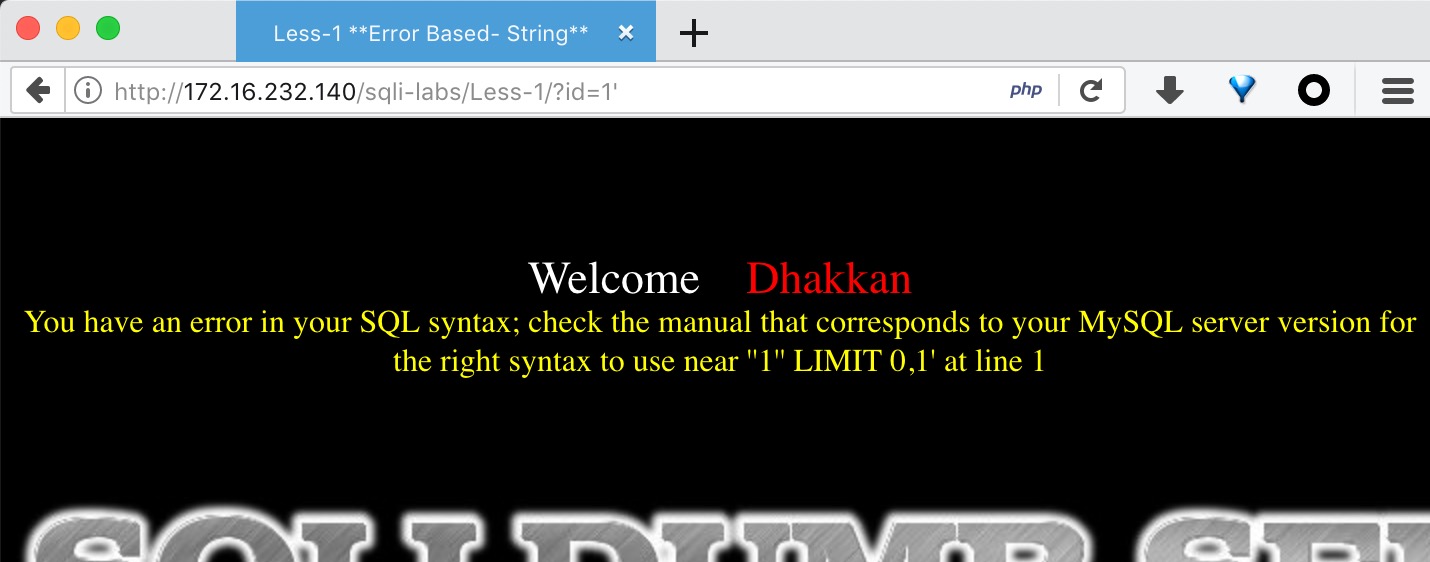 Less-1 **Error Based- String**
http://172.16.232.140/sqli-labs/Less-1/?id=1'
php
Welcome Dhakkan
You have an error in your SQL syntax; check the manual that corresponds to your MySQL server version for
the right syntax to use near ''1'' LIMIT 0,1' at line 1